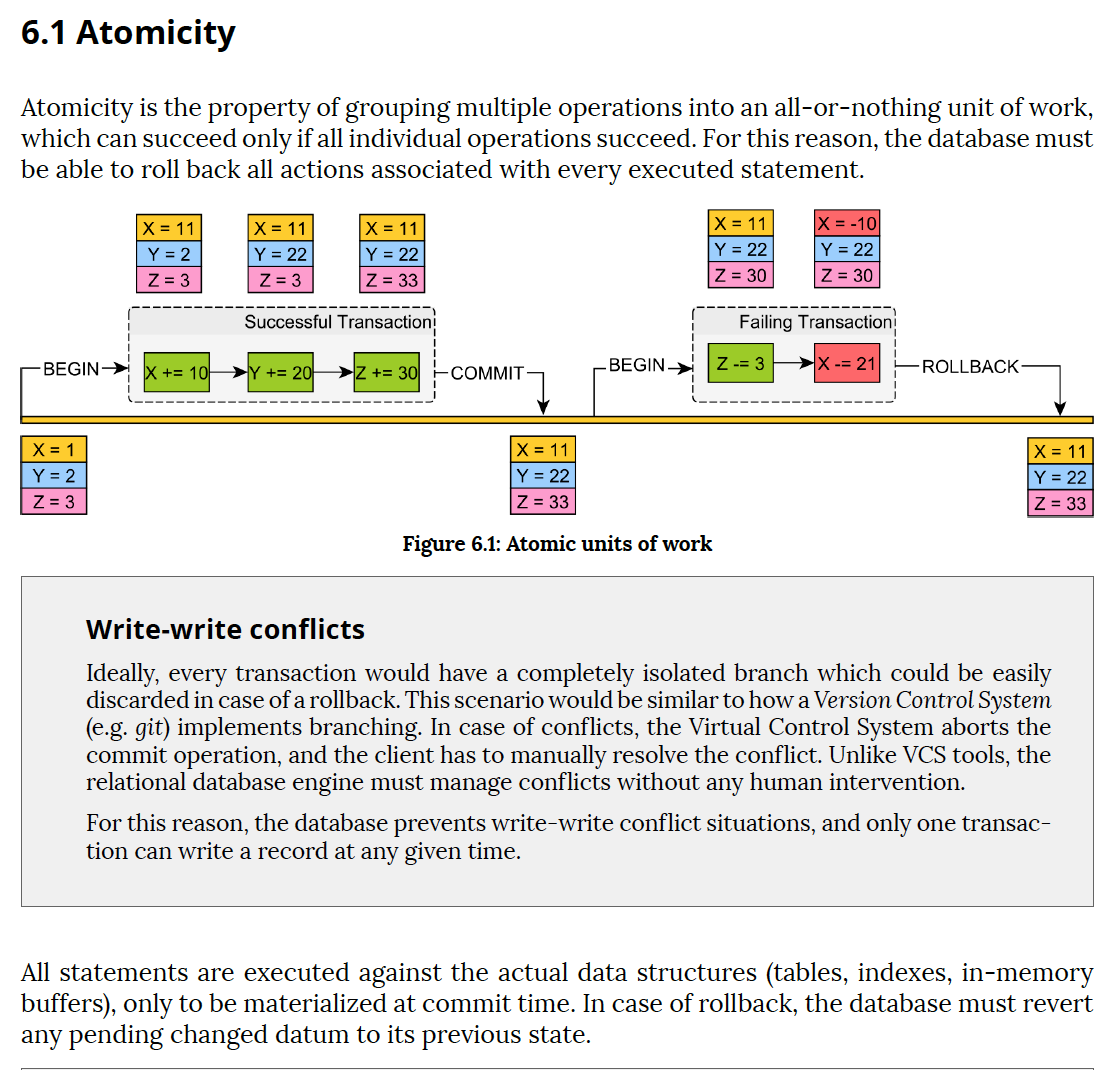 6.1 Atomicity
Atomicity is the property of grouping multiple operations into an all-or-nothing unit of work,
which can succeed only if all individual operations succeed. For this reason, the database must
be able to roll back all actions associated with every executed statement.
X = 11
Y = 2
Z = 3
X = 11
Y = 22
Z = 3
X = 11
Y = 22
Z = 33
X = 11
Y = 22
Z = 30
X = -10
Y = 22
Z = 30
Successful Transaction
BEGIN
X += 10
Y += 20
Z += 30
COMMIT
Failing Transaction
BEGIN
Z -= 3
X -= 21
ROLLBACK
X = 1
Y = 2
Z = 3
X = 11
Y = 22
Z = 33
X = 11
Y = 22
Z = 33
Figure 6.1: Atomic units of work
Write-write conflicts
Ideally, every transaction would have a completely isolated branch which could be easily
discarded in case of a rollback. This scenario would be similar to how a Version Control System
(e.g. git) implements branching. In case of conflicts, the Virtual Control System aborts the
commit operation, and the client has to manually resolve the conflict. Unlike VCS tools, the
relational database engine must manage conflicts without any human intervention.
For this reason, the database prevents write-write conflict situations, and only one transac-
tion can write a record at any given time.
All statements are executed against the actual data structures (tables, indexes, in-memory
buffers), only to be materialized at commit time. In case of rollback, the database must revert
any pending changed datum to its previous state.